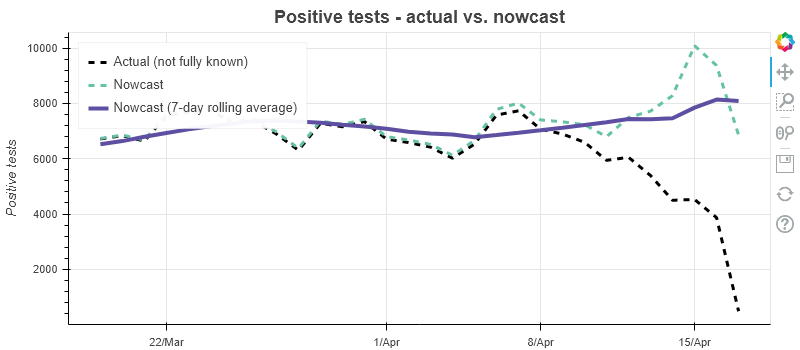 Positive tests - actual vs. nowcast
10000
8000
6000
4000
2000
Positive tests
Actual (not fully known)
Nowcast
Nowcast (7-day rolling average)
22/Mar
1/Apr
8/Apr
15/Apr
?